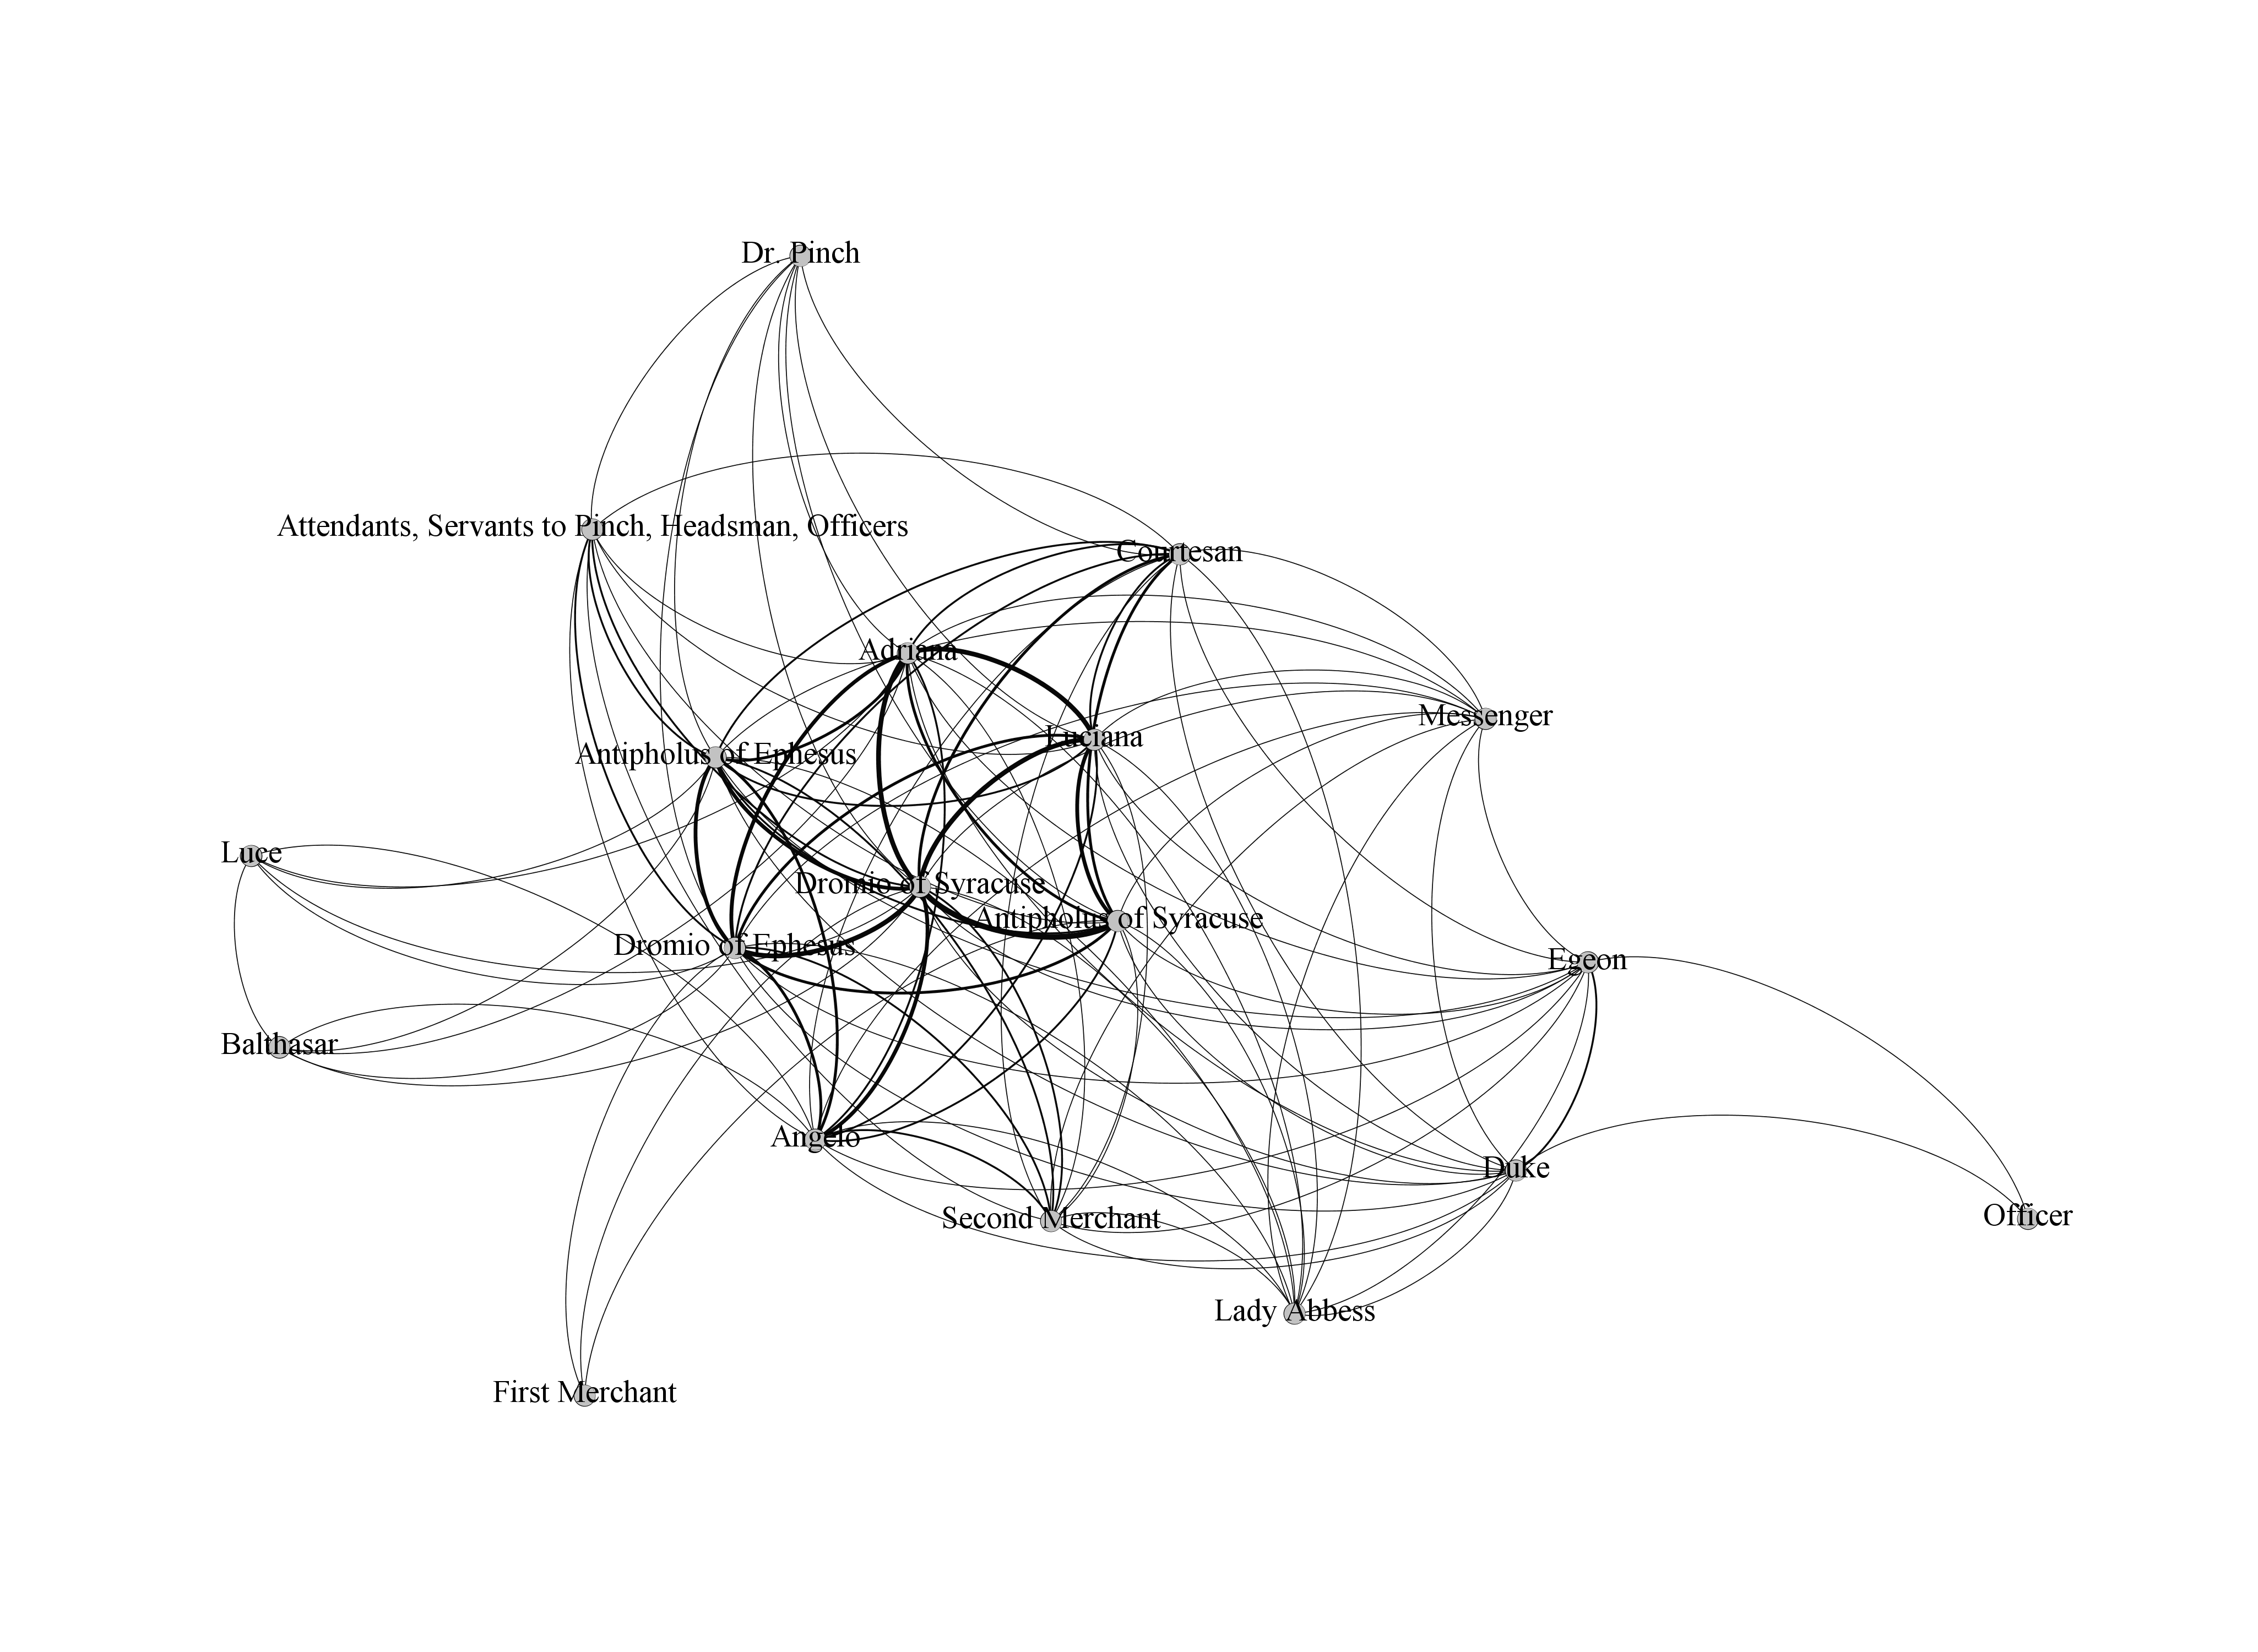 Dr. Pinch
Attendants, Servants to Pinch, Headsman, Officers
Courtesan
Adriana
Messenger
Luciana
Antipholus of Ephesus
Luce
Dromio of Syracuse
Antipholus of Syracuse
Dromio of Ephesus
Egeon
Balthasar
Angelo
Duke
Second Merchant
Officer
Lady Abbess
First Merchant